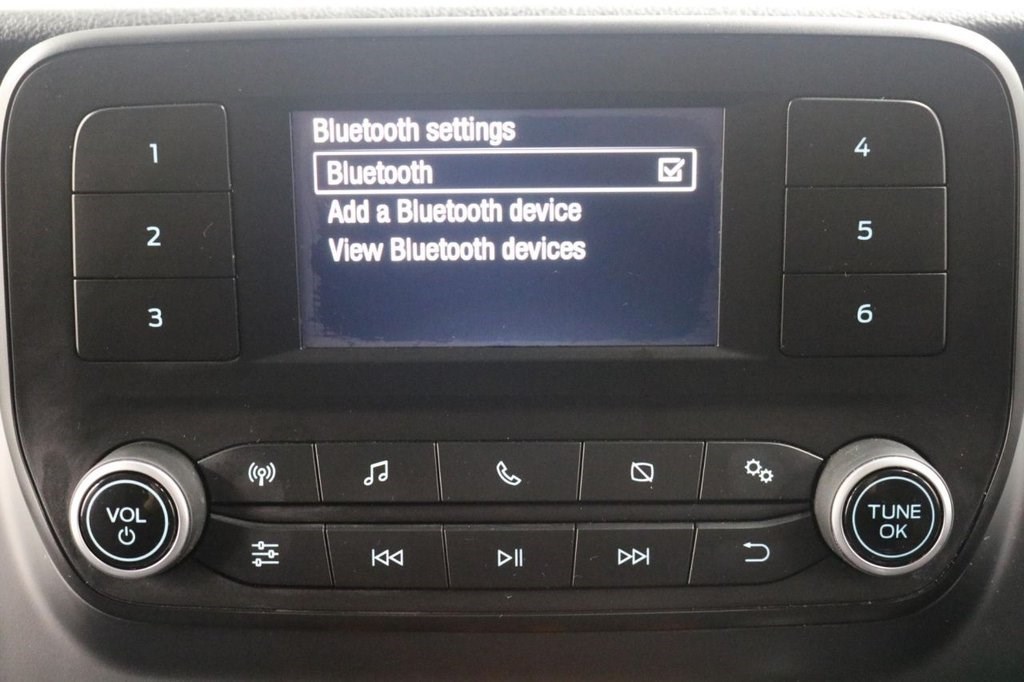 Bluetooth settings
Bluetooth
Add a Bluetooth device
View Bluetooth devices
1
2
3
4
5
6
VOL
TUNE
OK